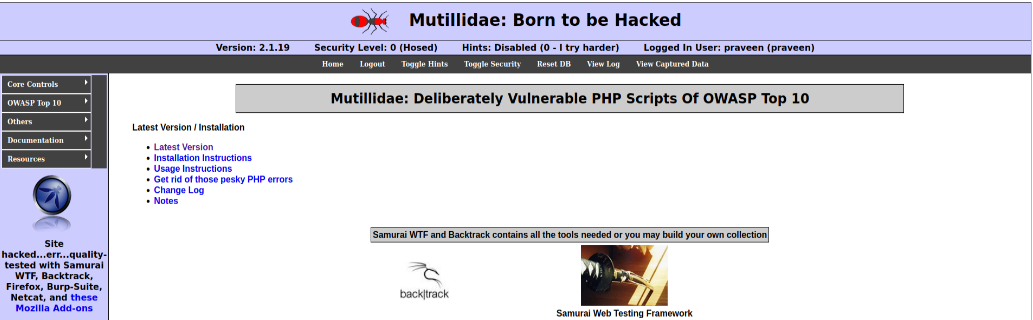 Mutillidae: Born to be Hacked
Version: 2.1.19 Security Level: 0 (Hosed) Hints: Disabled (0 - I try harder) Logged In User: praveen (praveen)
Home Logout Toggle Hints Toggle Security Reset DB View Log View Captured Data
Core Controls
OWASP Top 10
Others
Documentation
Resources
Site
hacked...err...quality-
tested with Samurai
WTF, Backtrack,
Firefox, Burp-Suite,
Netcat, and these
Mozilla Add-ons
Mutillidae: Deliberately Vulnerable PHP Scripts Of OWASP Top 10
Latest Version / Installation
Latest Version
Installation Instructions
Usage Instructions
Get rid of those pesky PHP errors
Change Log
Notes
Samurai WTF and Backtrack contains all the tools needed or you may build your own collection
back|track
Samurai Web Testing Framework